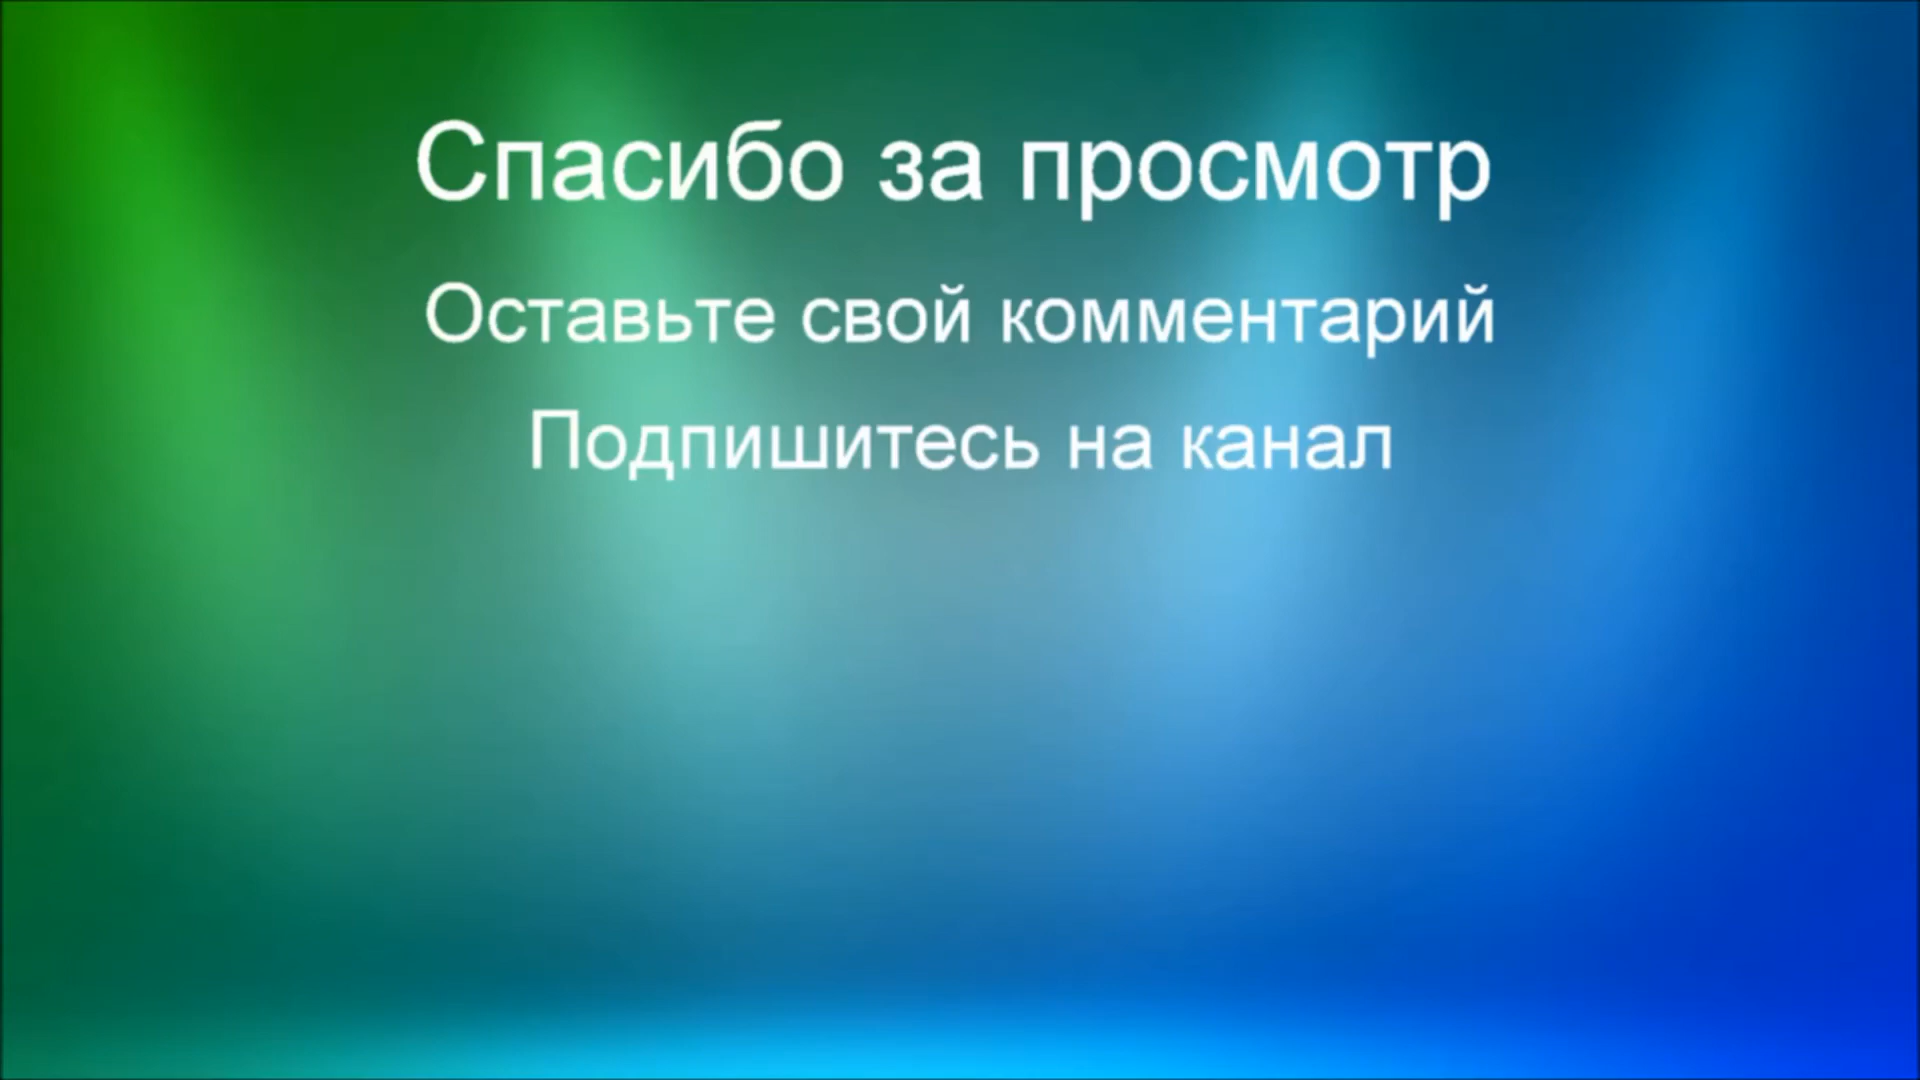 Спасибо за просмотр
Оставьте свой комментарий
Подпишитесь на канал